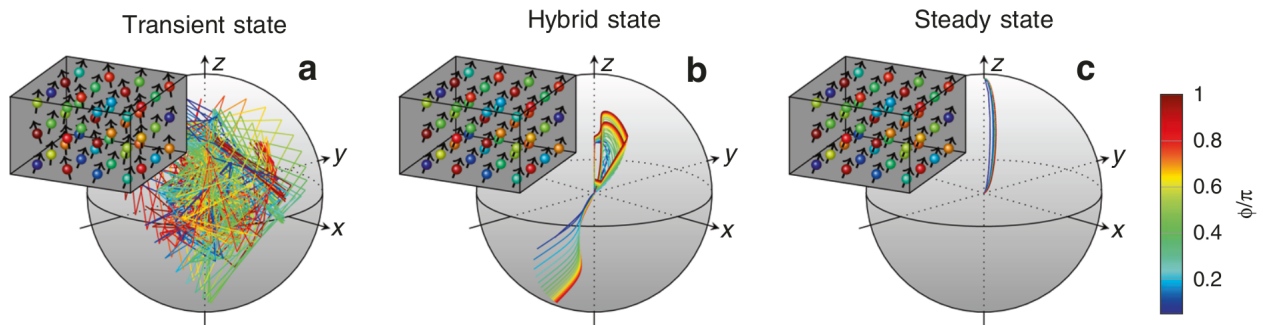 Transient state
Hybrid state
Steady state
a
z
y
x
b
z
y
x
c
z
y
x
1
0.8
0.6
0.4
0.2
ϕ/π